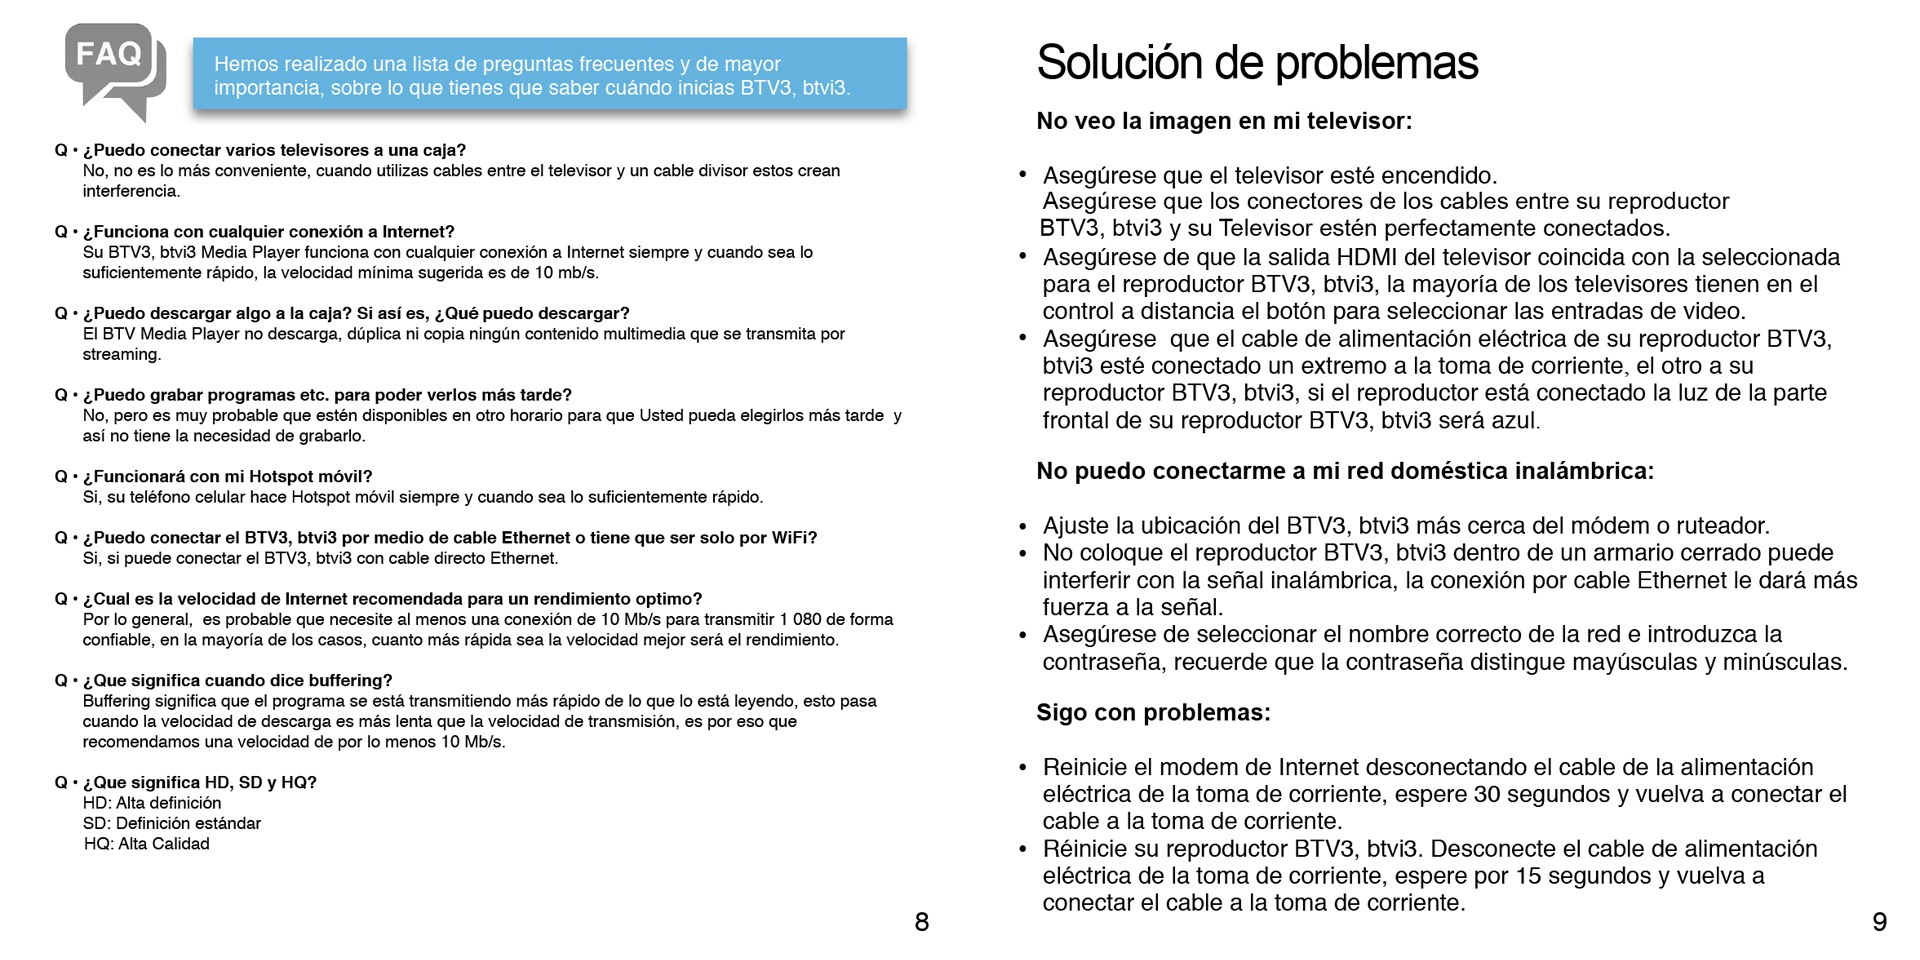 FAQ
Hemos realizado una lista de preguntas frecuentes y de mayor
importancia, sobre lo que tienes que saber cuándo inicias BTV3, btvi3.
Q • ¿Puedo conectar varios televisores a una caja?
No, no es lo más conveniente, cuando utilizas cables entre el televisor y un cable divisor estos crean
interferencia.
Q • ¿Funciona con cualquier conexión a Internet?
Su BTV3, btvi3 Media Player funciona con cualquier conexión a Internet siempre y cuando sea lo
suficientemente rápido, la velocidad mínima sugerida es de 10 mb/s.
Q • ¿Puedo descargar algo a la caja? Si así es, ¿Qué puedo descargar?
El BTV Media Player no descarga, dúplica ni copia ningún contenido multimedia que se transmita por
streaming.
Q • ¿Puedo grabar programas etc. para poder verlos más tarde?
No, pero es muy probable que estén disponibles en otro horario para que Usted pueda elegirlos más tarde  y
así no tiene la necesidad de grabarlo.
Q • ¿Funcionará con mi Hotspot móvil?
Si, su teléfono celular hace Hotspot móvil siempre y cuando sea lo suficientemente rápido.
Q • ¿Puedo conectar el BTV3, btvi3 por medio de cable Ethernet o tiene que ser solo por WiFi?
Si, si puede conectar el BTV3, btvi3 con cable directo Ethernet.
Q • ¿Cual es la velocidad de Internet recomendada para un rendimiento optimo?
Por lo general,  es probable que necesite al menos una conexión de 10 Mb/s para transmitir 1 080 de forma
confiable, en la mayoría de los casos, cuanto más rápida sea la velocidad mejor será el rendimiento.
Q • ¿Que significa cuando dice buffering?
Buffering significa que el programa se está transmitiendo más rápido de lo que lo está leyendo, esto pasa
cuando la velocidad de descarga es más lenta que la velocidad de transmisión, es por eso que
recomendamos una velocidad de por lo menos 10 Mb/s.
Q • ¿Que significa HD, SD y HQ?
HD: Alta definición
SD: Definición estándar
HQ: Alta Calidad
8
Solución de problemas
No veo la imagen en mi televisor:
• Asegúrese que el televisor esté encendido.
Asegúrese que los conectores de los cables entre su reproductor
BTV3, btvi3 y su Televisor estén perfectamente conectados.
• Asegúrese de que la salida HDMI del televisor coincida con la seleccionada
para el reproductor BTV3, btvi3, la mayoría de los televisores tienen en el
control a distancia el botón para seleccionar las entradas de video.
• Asegúrese  que el cable de alimentación eléctrica de su reproductor BTV3,
btvi3 esté conectado un extremo a la toma de corriente, el otro a su
reproductor BTV3, btvi3, si el reproductor está conectado la luz de la parte
frontal de su reproductor BTV3, btvi3 será azul.
No puedo conectarme a mi red doméstica inalámbrica:
• Ajuste la ubicación del BTV3, btvi3 más cerca del módem o ruteador.
• No coloque el reproductor BTV3, btvi3 dentro de un armario cerrado puede
interferir con la señal inalámbrica, la conexión por cable Ethernet le dará más
fuerza a la señal.
• Asegúrese de seleccionar el nombre correcto de la red e introduzca la
contraseña, recuerde que la contraseña distingue mayúsculas y minúsculas.
Sigo con problemas:
• Reinicie el modem de Internet desconectando el cable de la alimentación
eléctrica de la toma de corriente, espere 30 segundos y vuelva a conectar el
cable a la toma de corriente.
• Réinicie su reproductor BTV3, btvi3. Desconecte el cable de alimentación
eléctrica de la toma de corriente, espere por 15 segundos y vuelva a
conectar el cable a la toma de corriente.
9